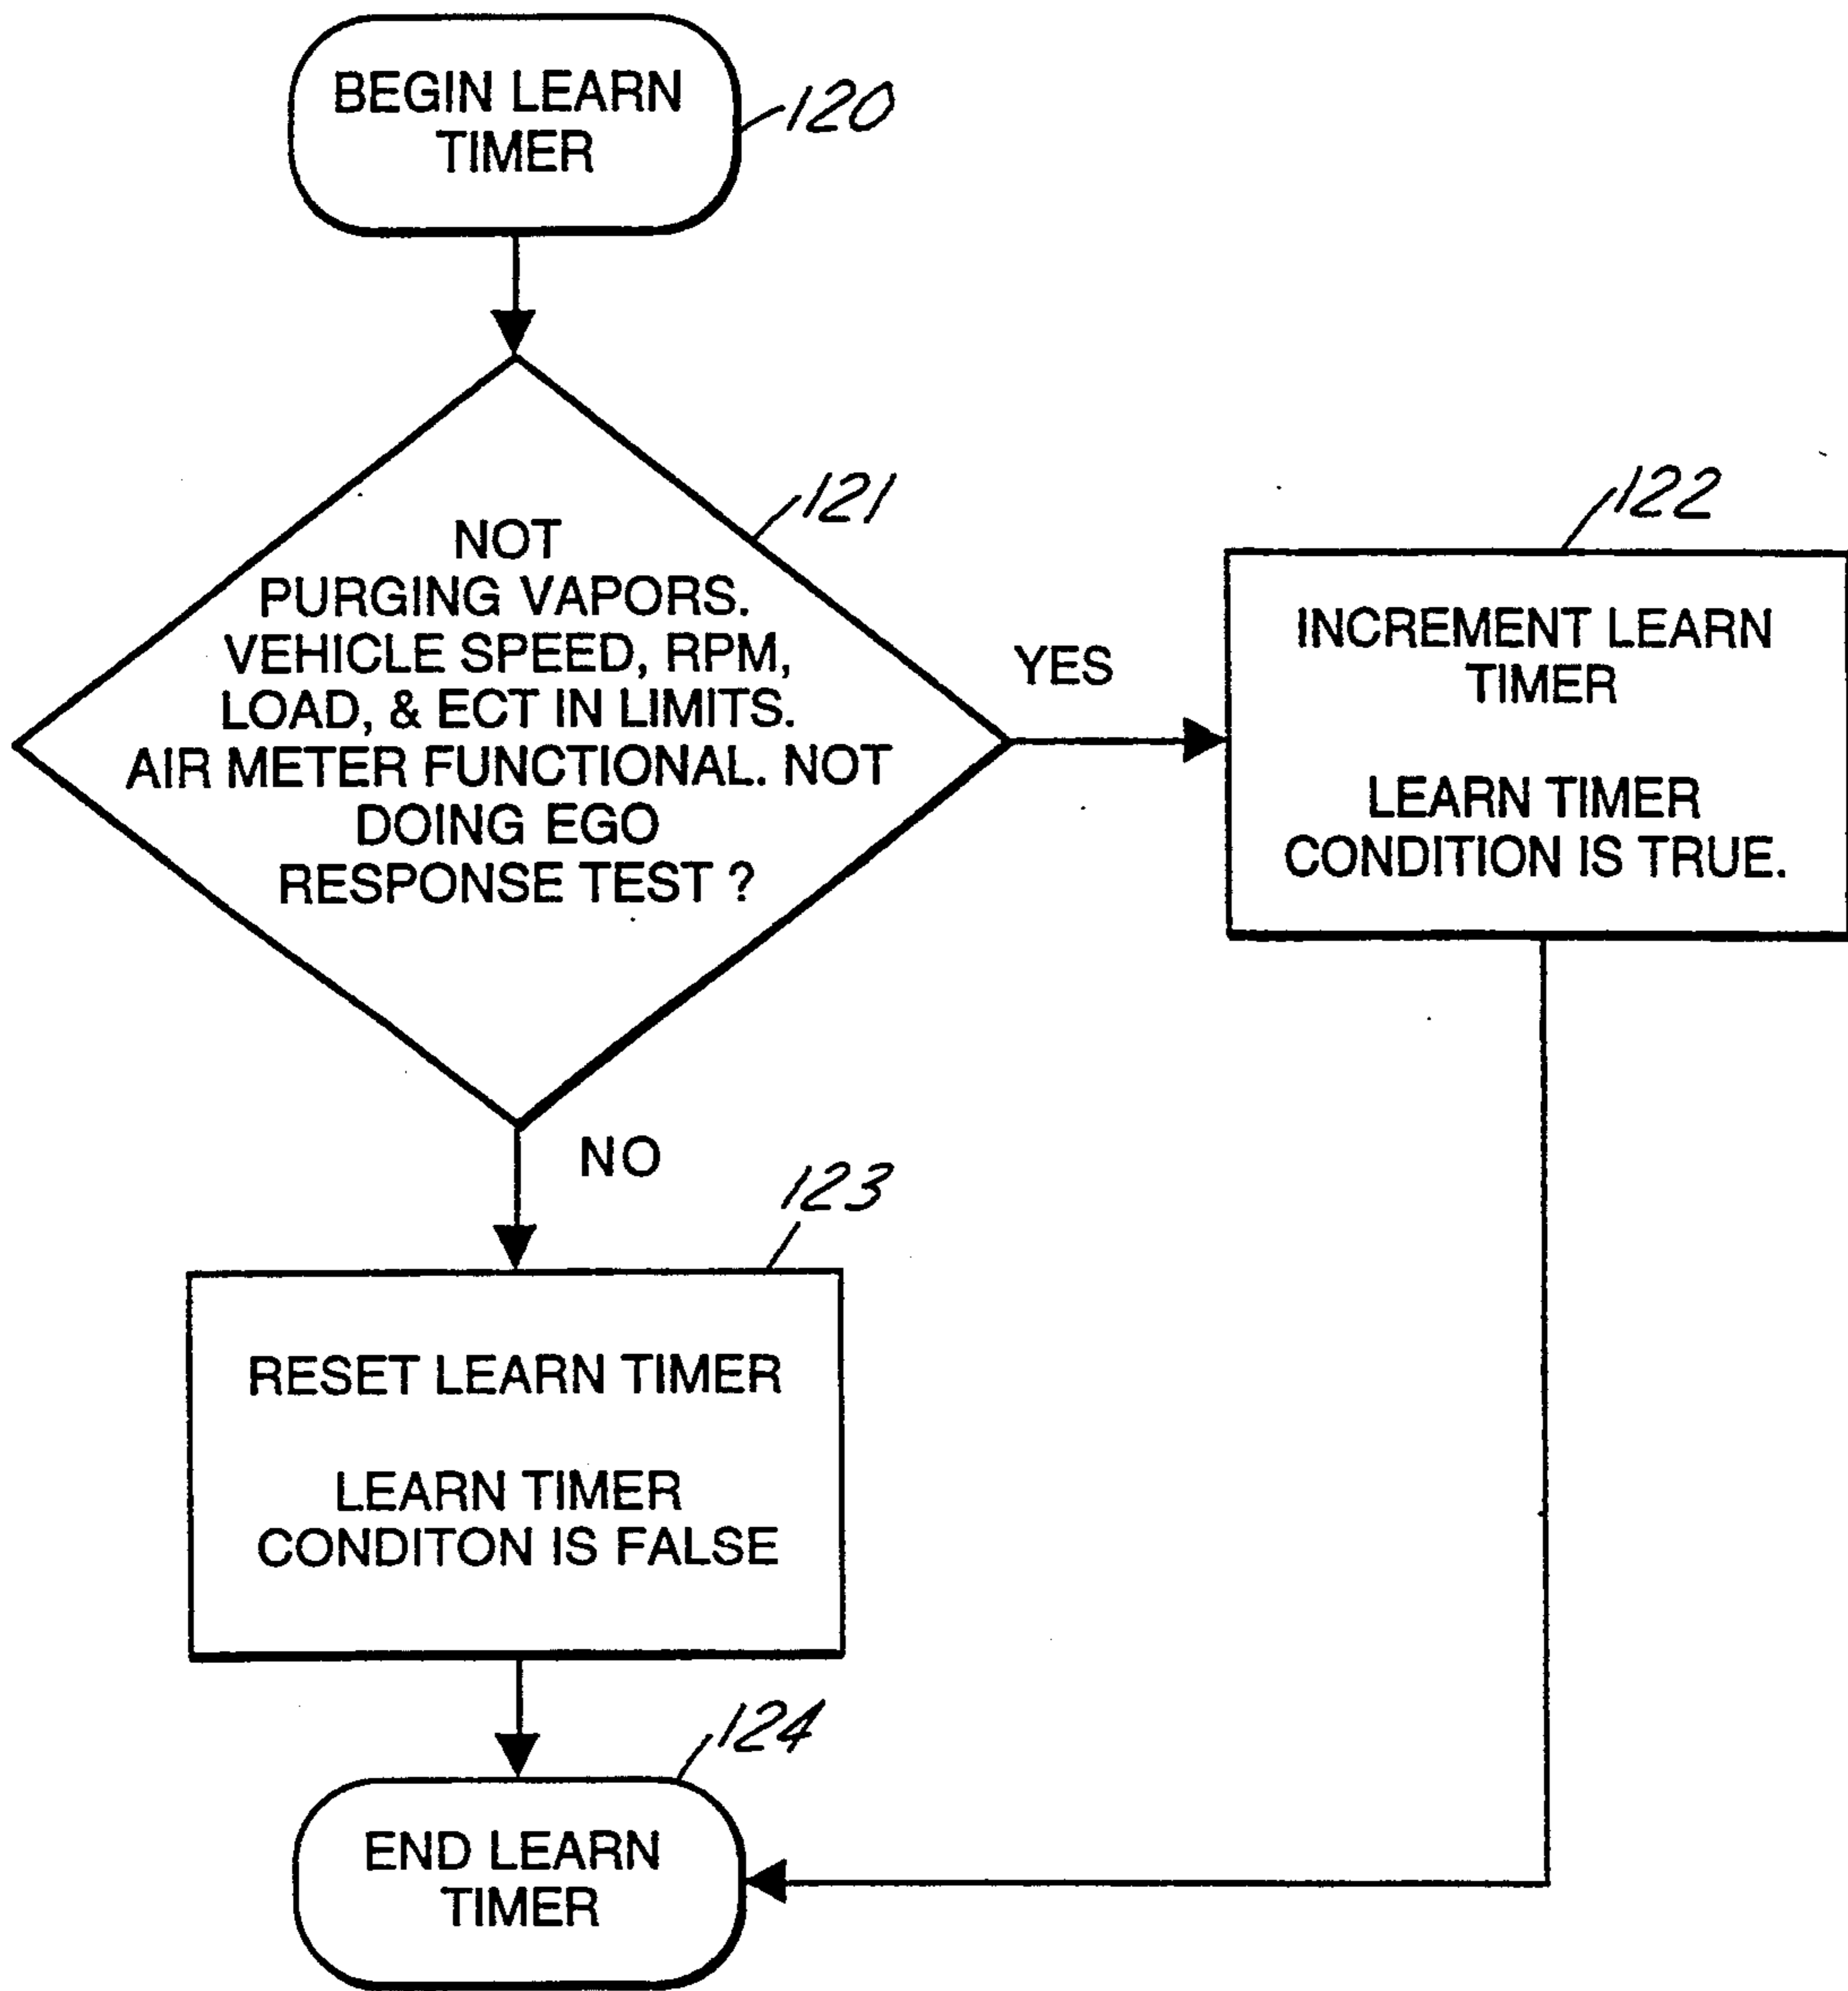 BEGIN LEARN
TIMER
120
NOT
PURGING VAPORS.
VEHICLE SPEED, RPM,
LOAD, & ECT IN LIMITS.
AIR METER FUNCTIONAL. NOT
DOING EGO
RESPONSE TEST ?
121
YES
122
INCREMENT LEARN
TIMER
LEARN TIMER
CONDITION IS TRUE.
NO
123
RESET LEARN TIMER
LEARN TIMER
CONDITON IS FALSE
124
END LEARN
TIMER